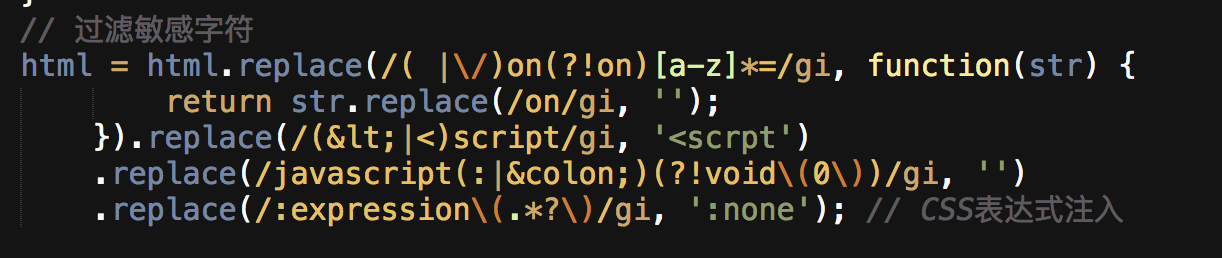 // 过滤敏感字符
html = html.replace(/( |\/)on(?!on)[a-z]*=/gi, function(str) {
return str.replace(/on/gi, '');
}).replace(/(&lt;|<)script/gi, '<scrpt')
.replace(/javascript(:|&colon;)(?!void\(0\))/gi, '')
.replace(/:expression\(.*?\)/gi, ':none'); // CSS表达式注入